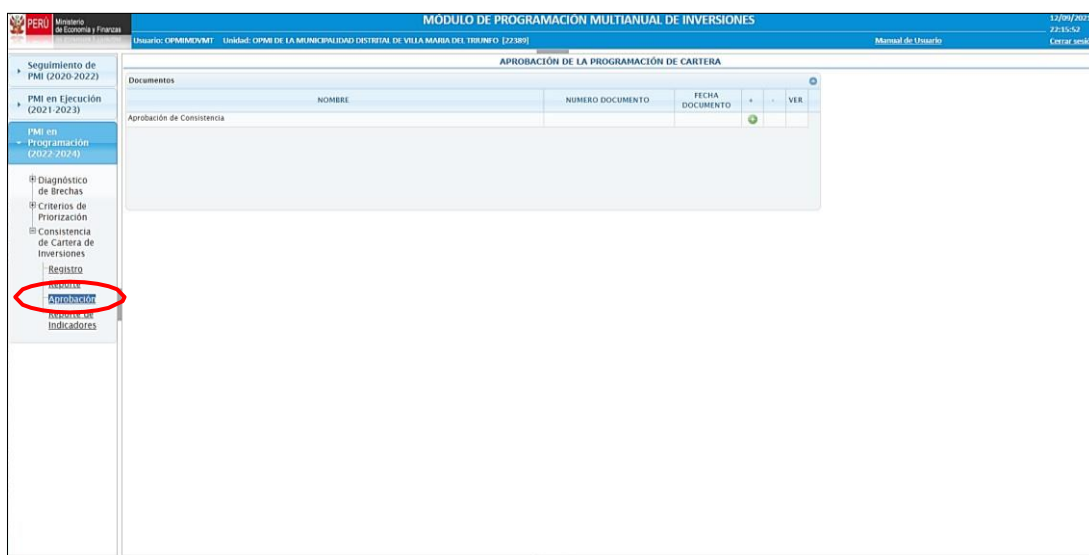 PERÚ
Ministerio
de Economía y Finanzas
MÓDULO DE PROGRAMACIÓN MULTIANUAL DE INVERSIONES
12/09/202
22:15:52
Usuario: OPMIMDVMT Unidad: OPMI DE LA MUNICIPALIDAD DISTRITAL DE VILLA MARIA DEL TRIUNFO [22389]
Manual de Usuario
Cerrar sesi
Seguimiento de
PMI (2020-2022)
PMI en Ejecución
(2021-2023)
PMI en
Programación
(2022-2024)
Diagnóstico
de Brechas
Criterios de
Priorización
Consistencia
de Cartera de
Inversiones
Registro
Reporte
Aprobación
Reporte de
Indicadores
APROBACIÓN DE LA PROGRAMACIÓN DE CARTERA
Documentos
NOMBRE NUMERO DOCUMENTO FECHA DOCUMENTO + - VER
Aprobación de Consistencia